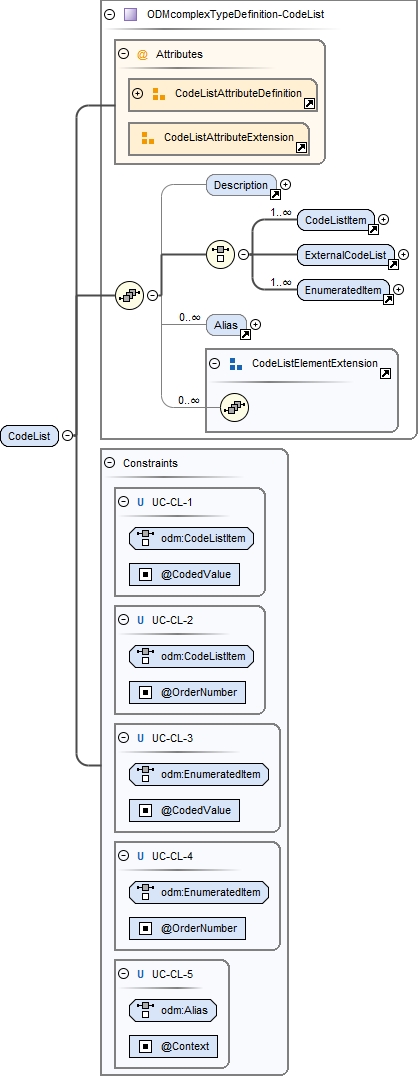 ODMcomplexTypeDefinition-CodeList
@ Attributes
CodeListAttributeDefinition
CodeListAttributeExtension
Description
1..∞
CodeListItem
ExternalCodeList
1..∞
EnumeratedItem
0..∞
Alias
CodeListElementExtension
0..∞
CodeList
Constraints
U UC-CL-1
odm:CodeListItem
@CodedValue
U UC-CL-2
odm:CodeListItem
@OrderNumber
U UC-CL-3
odm:EnumeratedItem
@CodedValue
U UC-CL-4
odm:EnumeratedItem
@OrderNumber
U UC-CL-5
odm:Alias
@Context